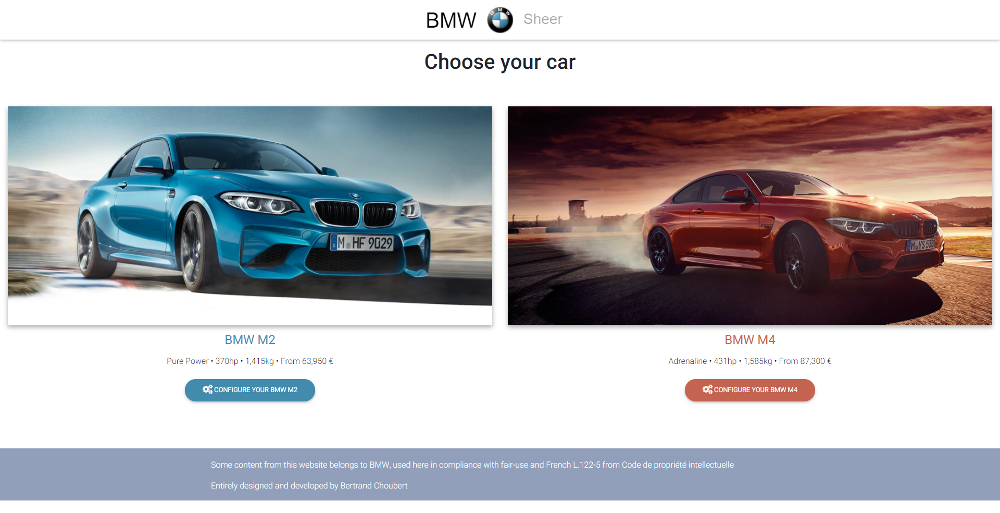 BMW Sheer
Choose your car
M HF 9029
BMW M2
Pure Power • 370hp • 1,415kg • From 63,950 €
CONFIGURE YOUR BMW M2
BMW M4
Adrenaline • 431hp • 1,585kg • From 87,300 €
CONFIGURE YOUR BMW M4
Some content from this website belongs to BMW, used here in compliance with fair-use and French L.122-5 from Code de propriété intellectuelle
Entirely designed and developed by Bertrand Choubert